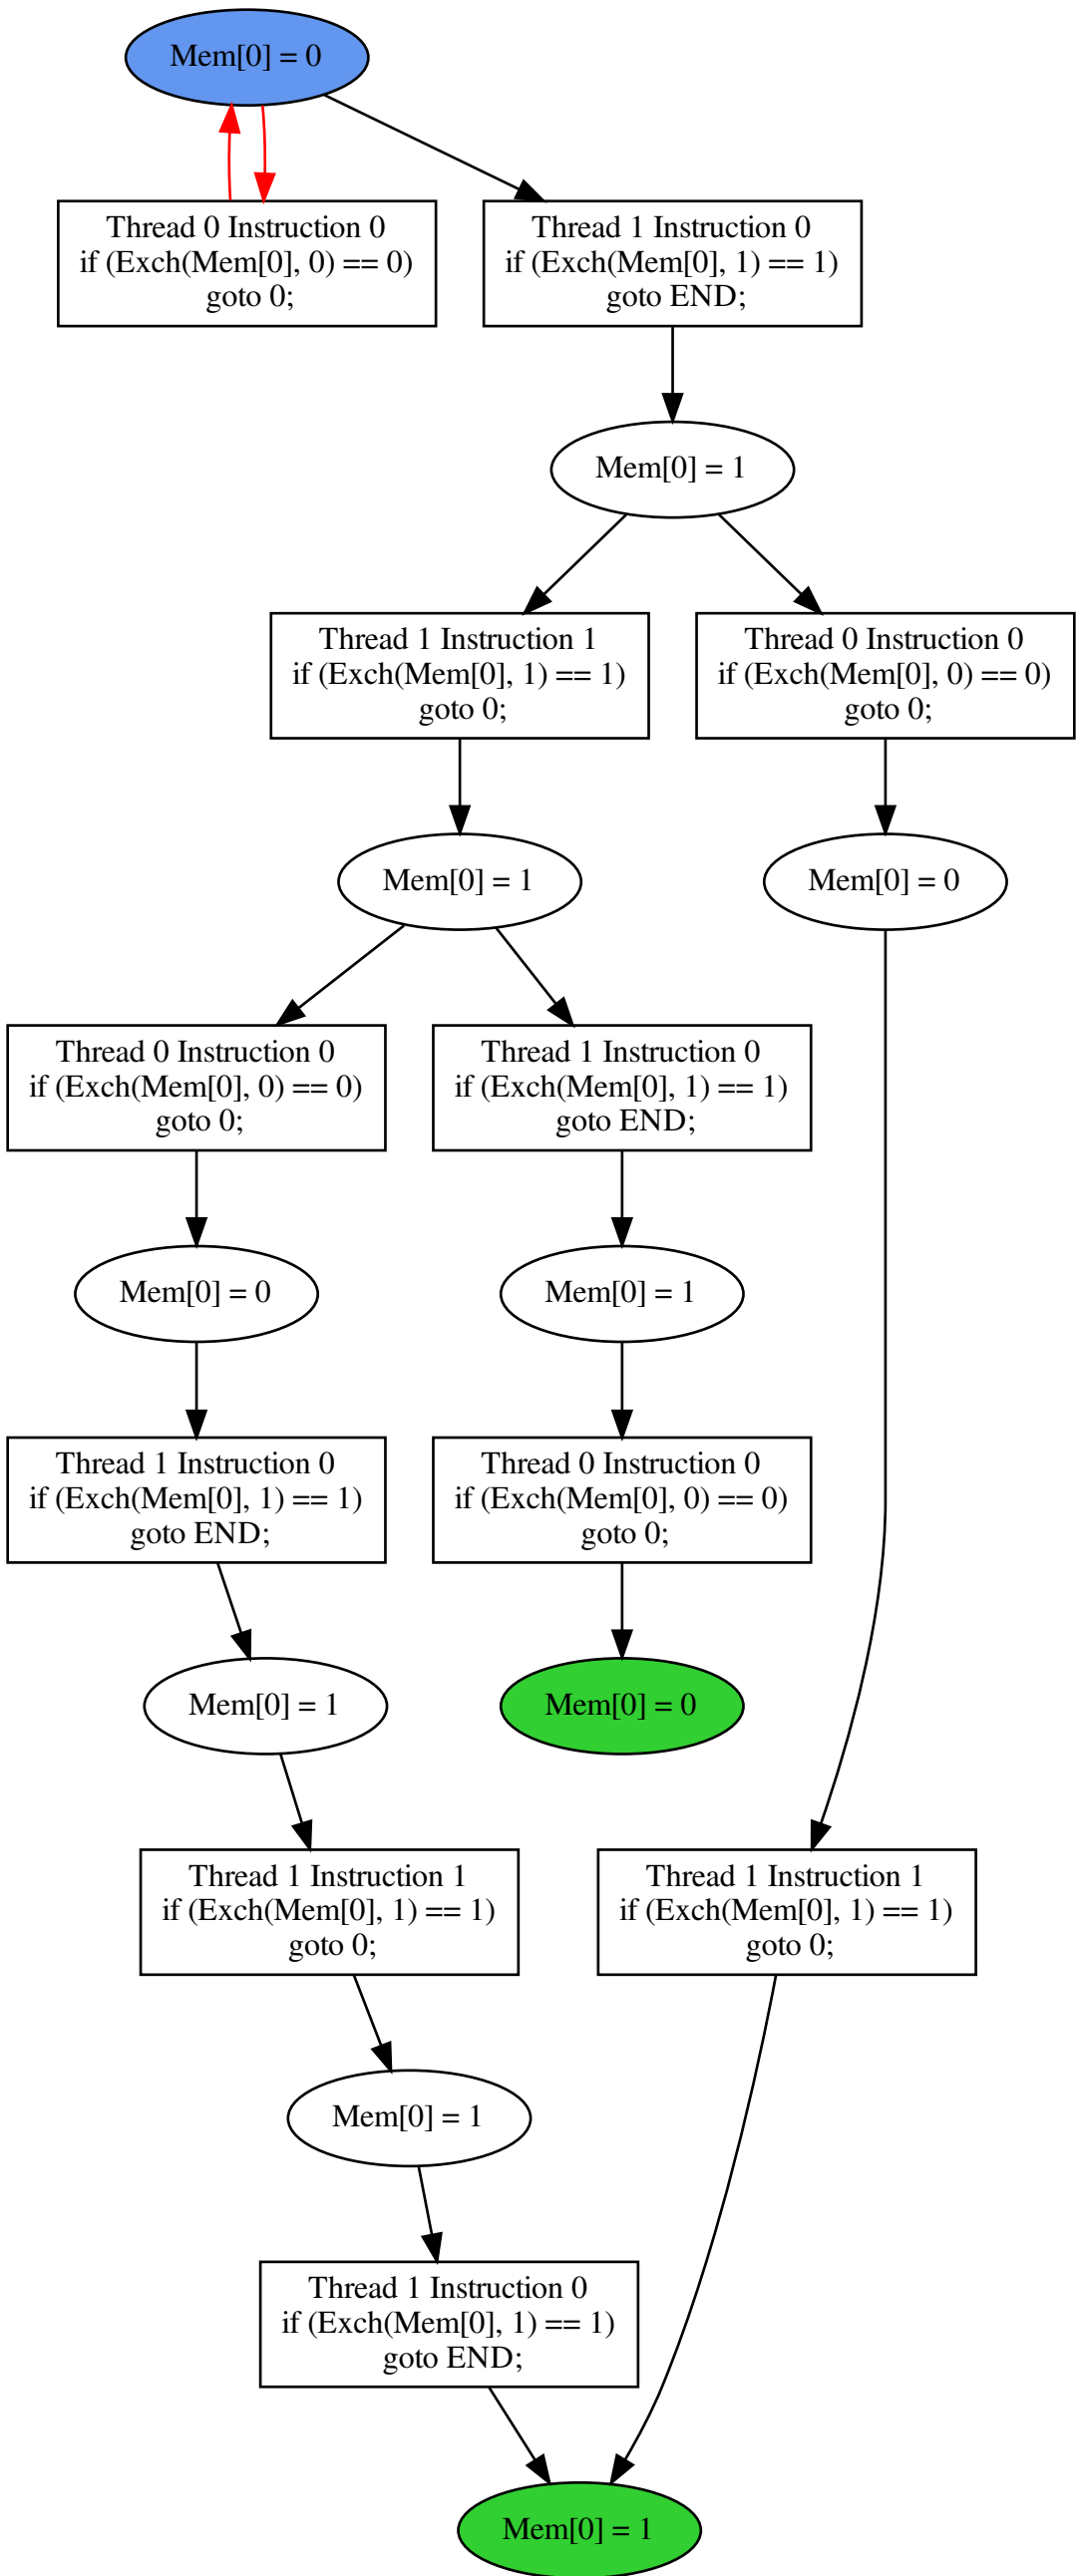 Mem[0] = 0
Thread 0 Instruction 0
if (Exch(Mem[0], 0) == 0)
goto 0;
Thread 1 Instruction 0
if (Exch(Mem[0], 1) == 1)
goto END;
Mem[0] = 1
Thread 1 Instruction 1
if (Exch(Mem[0], 1) == 1)
goto 0;
Thread 0 Instruction 0
if (Exch(Mem[0], 0) == 0)
goto 0;
Mem[0] = 1
Mem[0] = 0
Thread 0 Instruction 0
if (Exch(Mem[0], 0) == 0)
goto 0;
Thread 1 Instruction 0
if (Exch(Mem[0], 1) == 1)
goto END;
Mem[0] = 0
Mem[0] = 1
Thread 1 Instruction 0
if (Exch(Mem[0], 1) == 1)
goto END;
Thread 0 Instruction 0
if (Exch(Mem[0], 0) == 0)
goto 0;
Mem[0] = 1
Mem[0] = 0
Thread 1 Instruction 1
if (Exch(Mem[0], 1) == 1)
goto 0;
Thread 1 Instruction 1
if (Exch(Mem[0], 1) == 1)
goto 0;
Mem[0] = 1
Thread 1 Instruction 0
if (Exch(Mem[0], 1) == 1)
goto END;
Mem[0] = 1